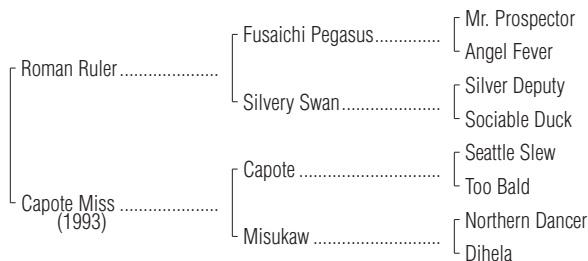 Mr. Prospector
Fusaichi Pegasus..............
Angel Fever
Roman Ruler.....................
Silver Deputy
Silvery Swan.....................
Sociable Duck
Seattle Slew
Capote ..............................
Too Bald
Capote Miss .....................
(1993)
Northern Dancer
Misukaw ...........................
Dihela